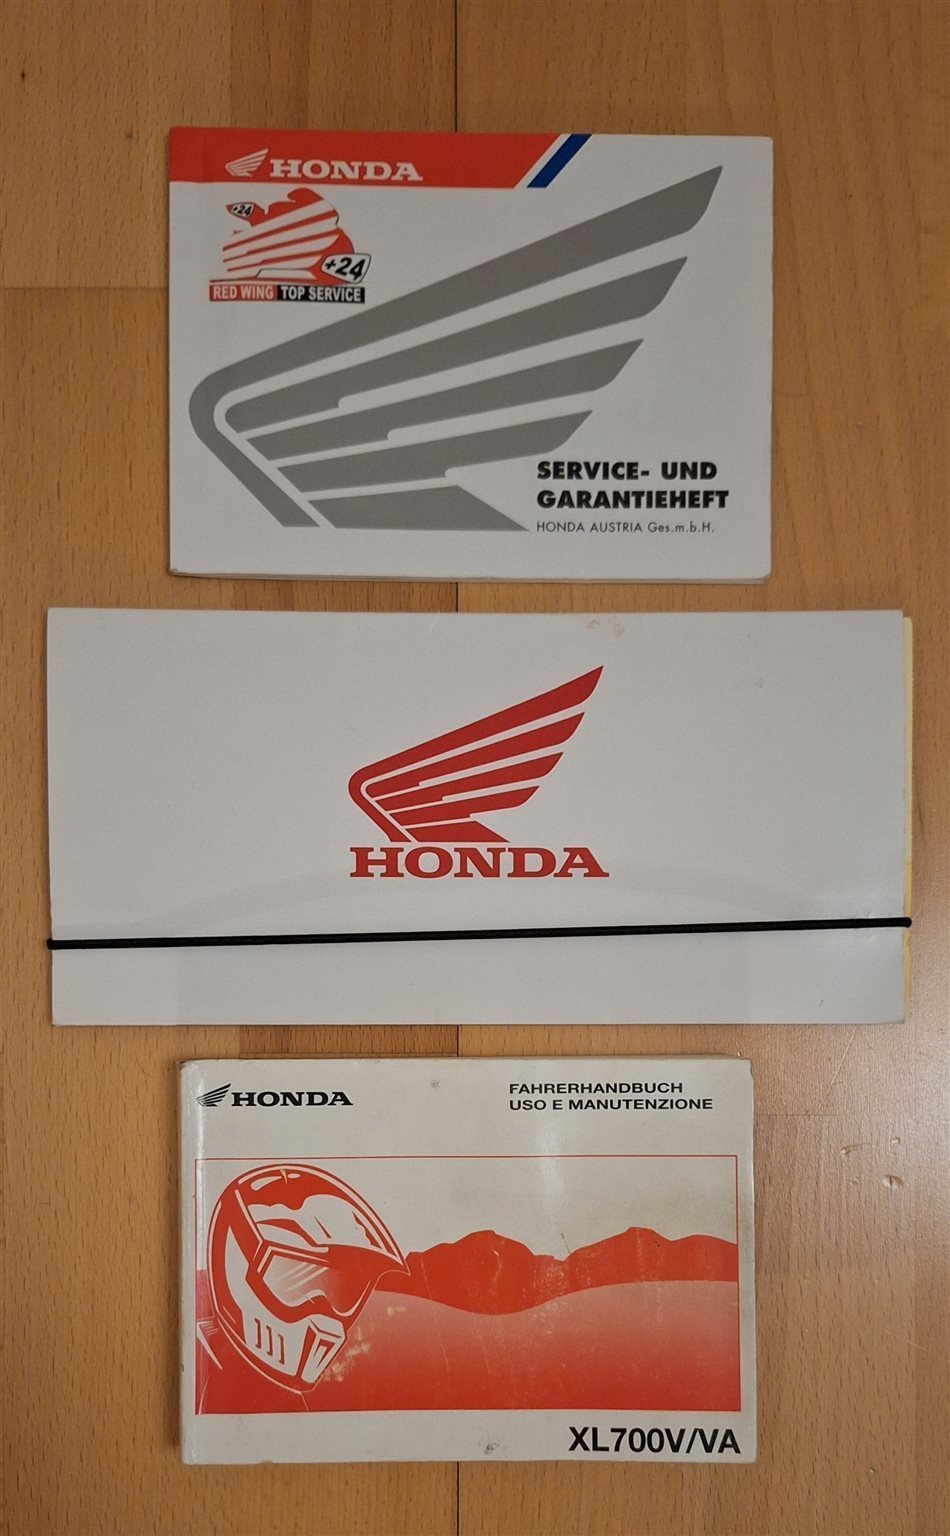 HONDA
+24
+24
RED WING TOP SERVICE
SERVICE- UND
GARANTIEHEFT
HONDA AUSTRIA Ges.m.b.H.
HONDA
HONDA
FAHRERHANDBUCH
USO E MANUTENZIONE
XL700V/VA